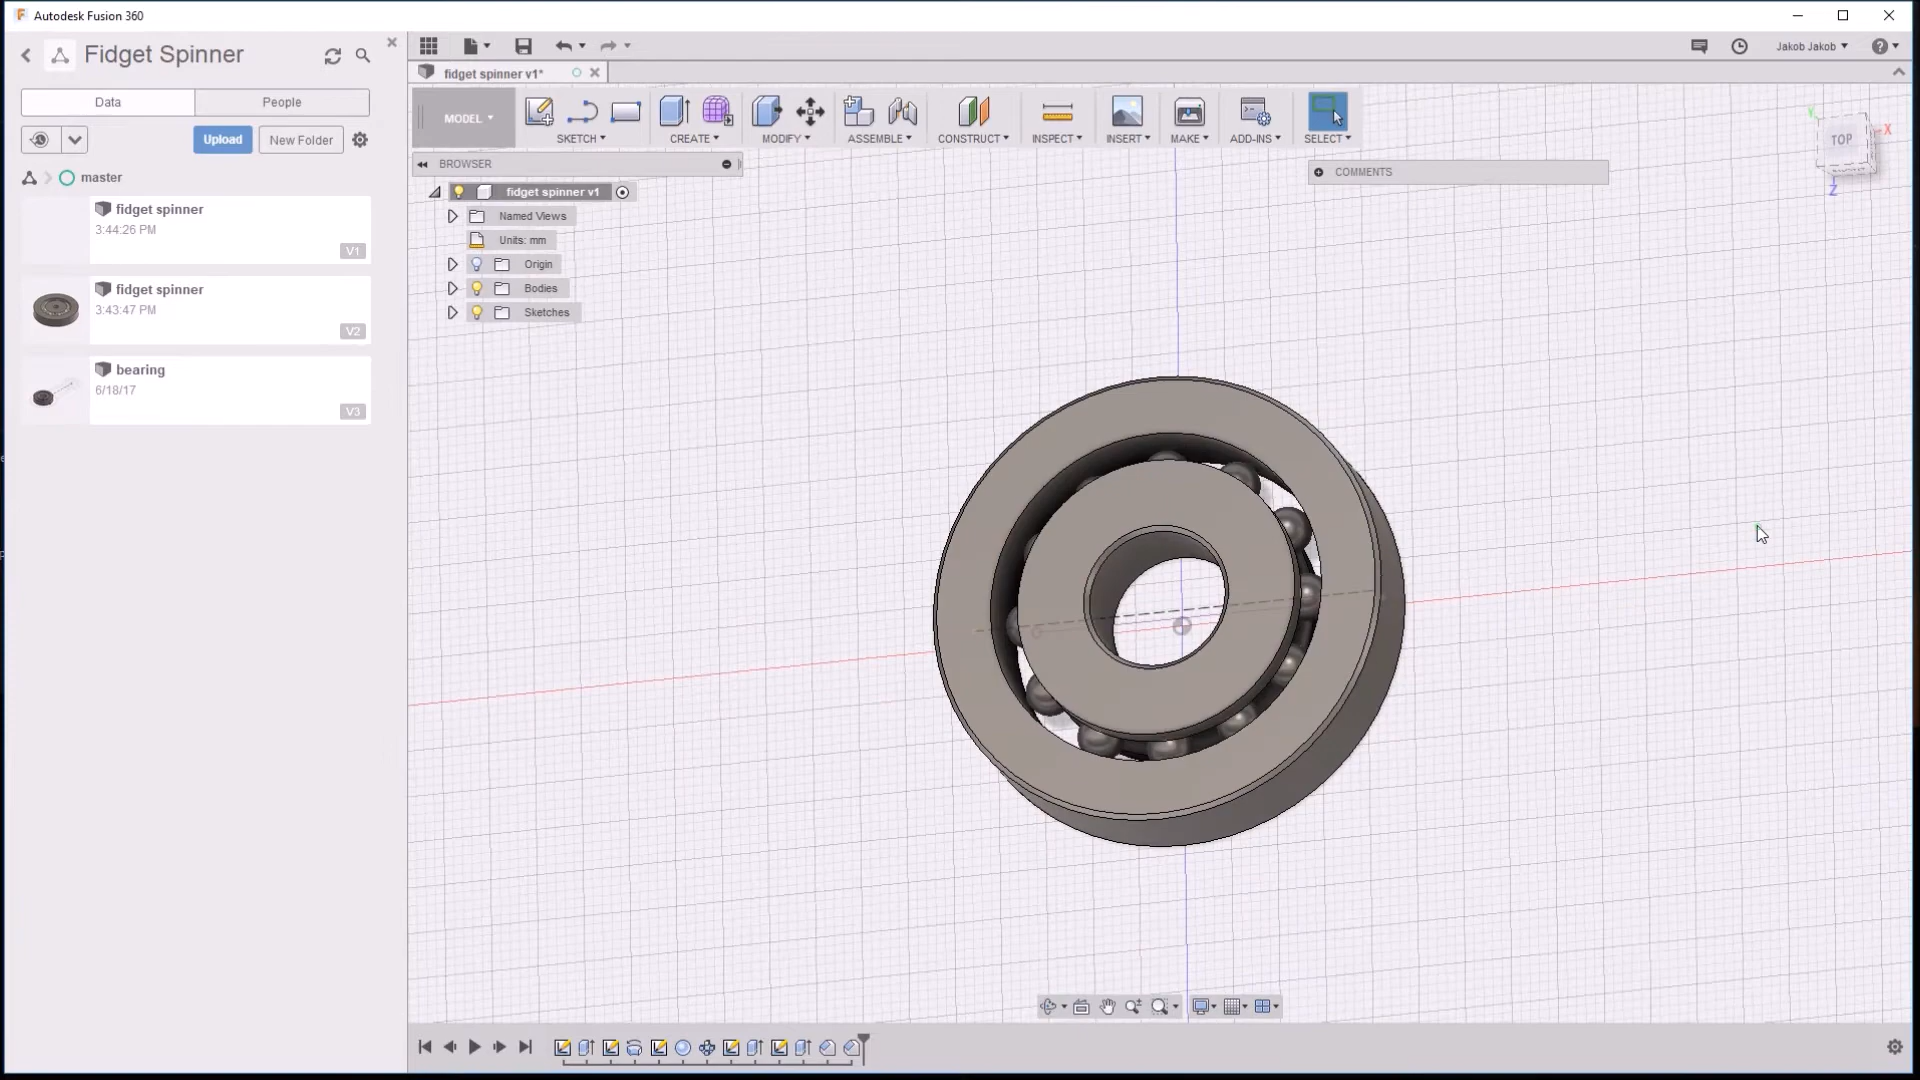 Autodesk Fusion 360
Fidget Spinner
Data
People
Upload
New Folder
master
fidget spinner
3:44:26 PM
V1
fidget spinner
3:43:47 PM
V2
bearing
6/18/17
V3
Jakob Jakob
fidget spinner v1*
MODEL
SKETCH
CREATE
MODIFY
ASSEMBLE
CONSTRUCT
INSPECT
INSERT
MAKE
ADD-INS
SELECT
BROWSER
fidget spinner v1
Named Views
Units: mm
Origin
Bodies
Sketches
COMMENTS
TOP
X
Y
Z